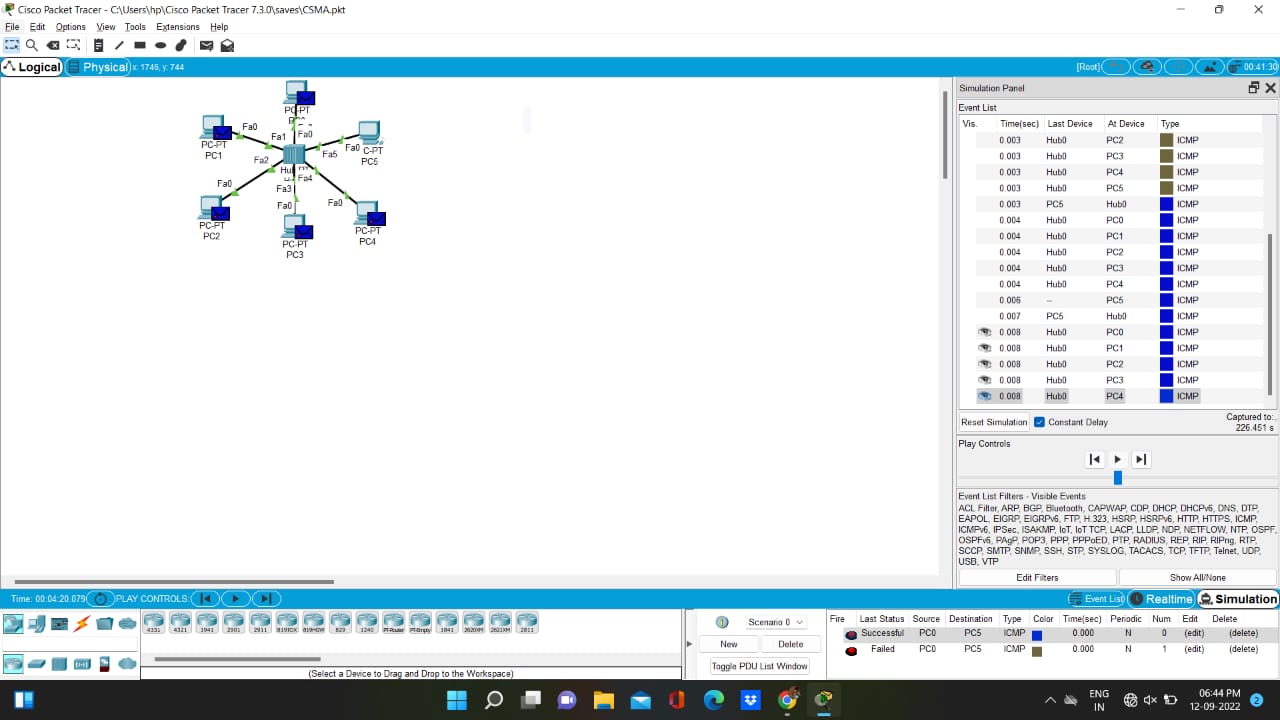 Cisco Packet Tracer - C:\Users\hp\Cisco Packet Tracer 7.3.0\saves\CSMA.pkt
File Edit Options View Tools Extensions Help
Logical Physical x: 1746, y: 744 [Root] 00:41:30
PC-PT
Fa0 Fa1 Fa0
PC-PT
PC1
Fa0 C-PT
PC5
Fa2 Fa5
Hu
Fa4
Fa3
Fa0 Fa0 Fa0
PC-PT
PC2
PC-PT
PC4
PC-PT
PC3
Simulation Panel
Event List
Vis. Time(sec) Last Device At Device Type
0.003 Hub0 PC2 ICMP
0.003 Hub0 PC3 ICMP
0.003 Hub0 PC4 ICMP
0.003 Hub0 PC5 ICMP
0.003 PC5 Hub0 ICMP
0.004 Hub0 PC0 ICMP
0.004 Hub0 PC1 ICMP
0.004 Hub0 PC2 ICMP
0.004 Hub0 PC3 ICMP
0.004 Hub0 PC4 ICMP
0.006 -- PC5 ICMP
0.007 PC5 Hub0 ICMP
0.008 Hub0 PC0 ICMP
0.008 Hub0 PC1 ICMP
0.008 Hub0 PC2 ICMP
0.008 Hub0 PC3 ICMP
0.008 Hub0 PC4 ICMP
Reset Simulation Constant Delay Captured to:
226.451 s
Play Controls
Event List Filters - Visible Events
ACL Filter, ARP, BGP, Bluetooth, CAPWAP, CDP, DHCP, DHCPv6, DNS, DTP,
EAPOL, EIGRP, EIGRPv6, FTP, H.323, HSRP, HSRPv6, HTTP, HTTPS, ICMP,
ICMPv6, IPSec, ISAKMP, IoT, IoT TCP, LACP, LLDP, NDP, NETFLOW, NTP, OSPF,
OSPFv6, PAgP, POP3, PPP, PPPoED, PTP, RADIUS, REP, RIP, RIPng, RTP,
SCCP, SMTP, SNMP, SSH, STP, SYSLOG, TACACS, TCP, TFTP, Telnet, UDP,
USB, VTP
Edit Filters Show All/None
Time: 00:04:20.079 PLAY CONTROLS: Event List Realtime Simulation
4331 4321 1941 2901 2911 819IOX 819HGW 829 1240 PT-Router PT-Empty 1841 2620XM 2621XM 2811
(Select a Device to Drag and Drop to the Workspace)
Scenario 0
New Delete
Toggle PDU List Window
Fire Last Status Source Destination Type Color Time(sec) Periodic Num Edit Delete
Successful PC0 PC5 ICMP 0.000 N 0 (edit) (delete)
Failed PC0 PC5 ICMP 0.000 N 1 (edit) (delete)
ENG
IN
06:44 PM
12-09-2022
2